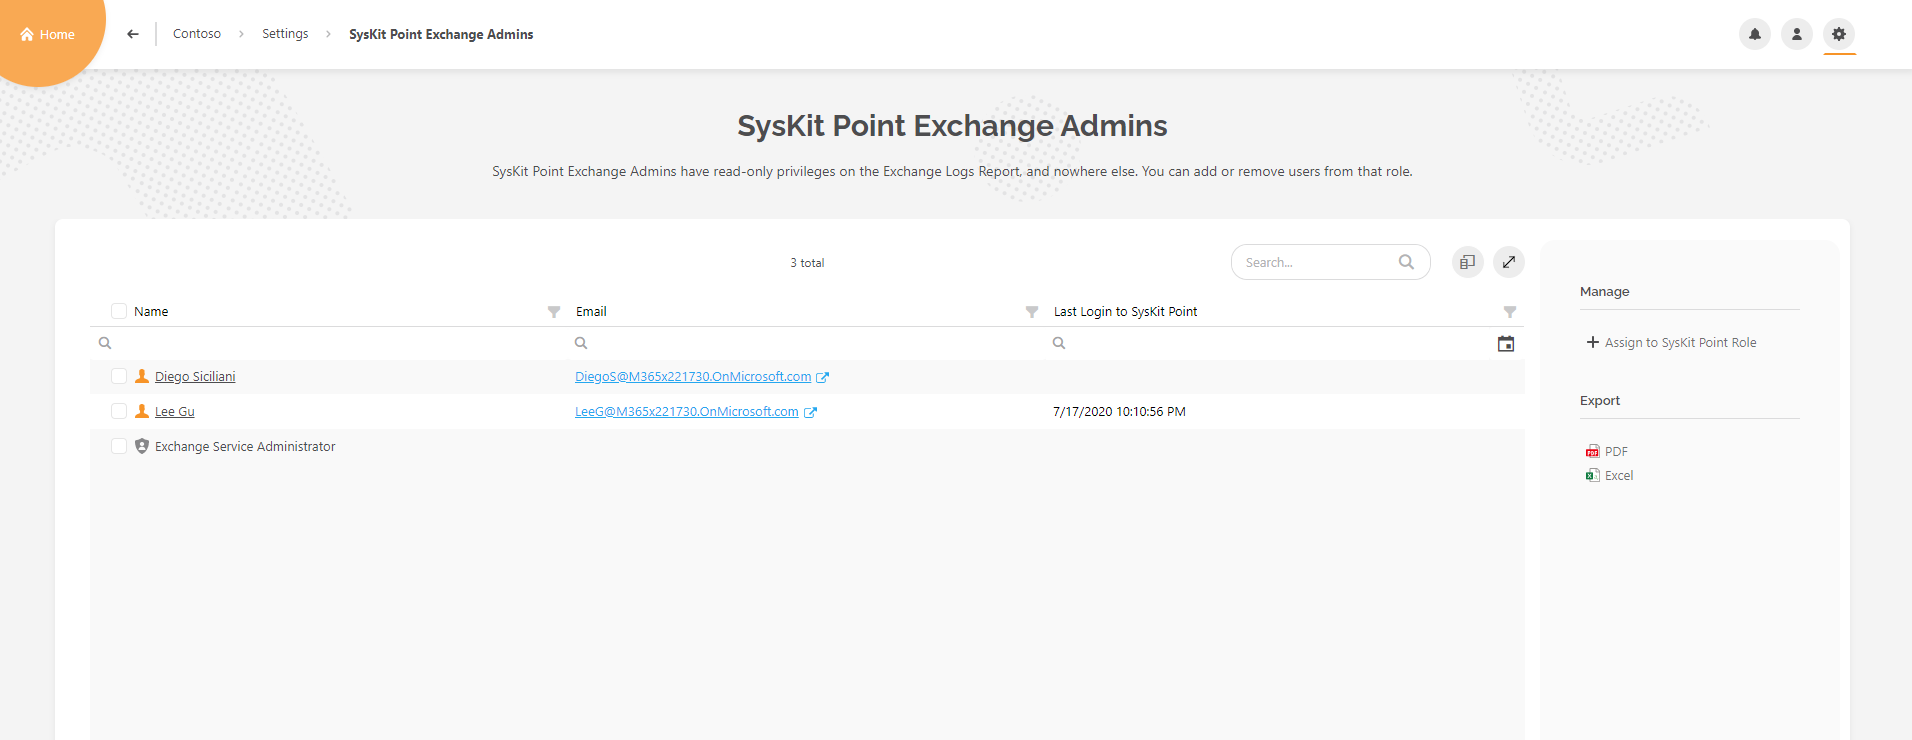 Home
Contoso > Settings > SysKit Point Exchange Admins
SysKit Point Exchange Admins
SysKit Point Exchange Admins have read-only privileges on the Exchange Logs Report, and nowhere else. You can add or remove users from that role.
3 total
Search...
Name Email Last Login to SysKit Point
Diego Siciliani DiegoS@M365x221730.OnMicrosoft.com
Lee Gu LeeG@M365x221730.OnMicrosoft.com 7/17/2020 10:10:56 PM
Exchange Service Administrator
Manage
Assign to SysKit Point Role
Export
PDF
Excel